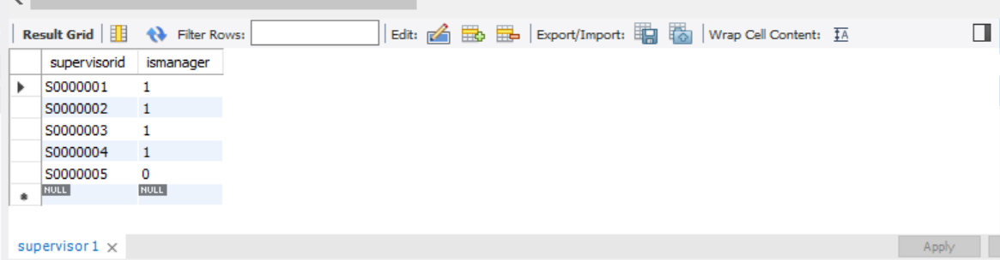 Result Grid Filter Rows: Edit: Export/Import: Wrap Cell Content: IA
supervisorid ismanager
S0000001 1
S0000002 1
S0000003 1
S0000004 1
S0000005 0
NULL NULL
supervisor 1 × Apply